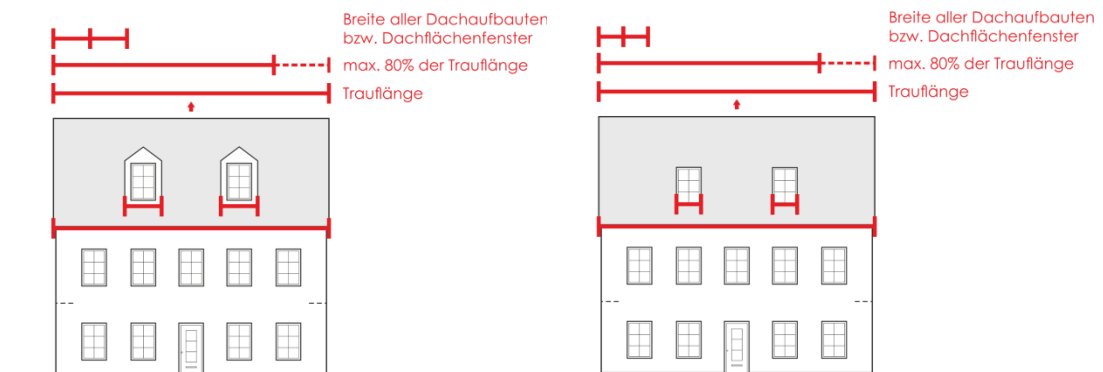 Breite aller Dachaufbauten
bzw. Dachflächenfenster
max. 80% der Trauflänge
Trauflänge
Breite aller Dachaufbauten
bzw. Dachflächenfenster
max. 80% der Trauflänge
Trauflänge